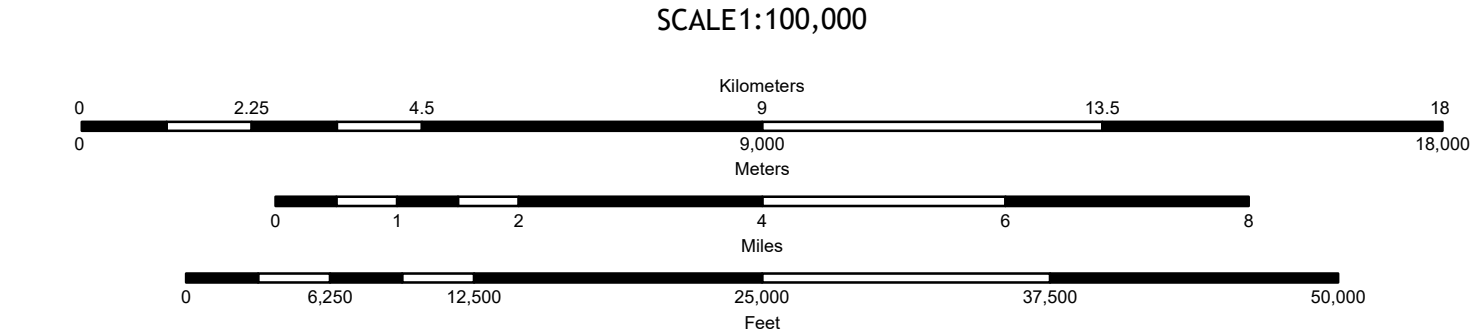 SCALE1:100,000
Kilometers
0 2.25 4.5 9 13.5 18
0 9,000 18,000
Meters
0 1 2 4 6 8
Miles
0 6,250 12,500 25,000 37,500 50,000
Feet